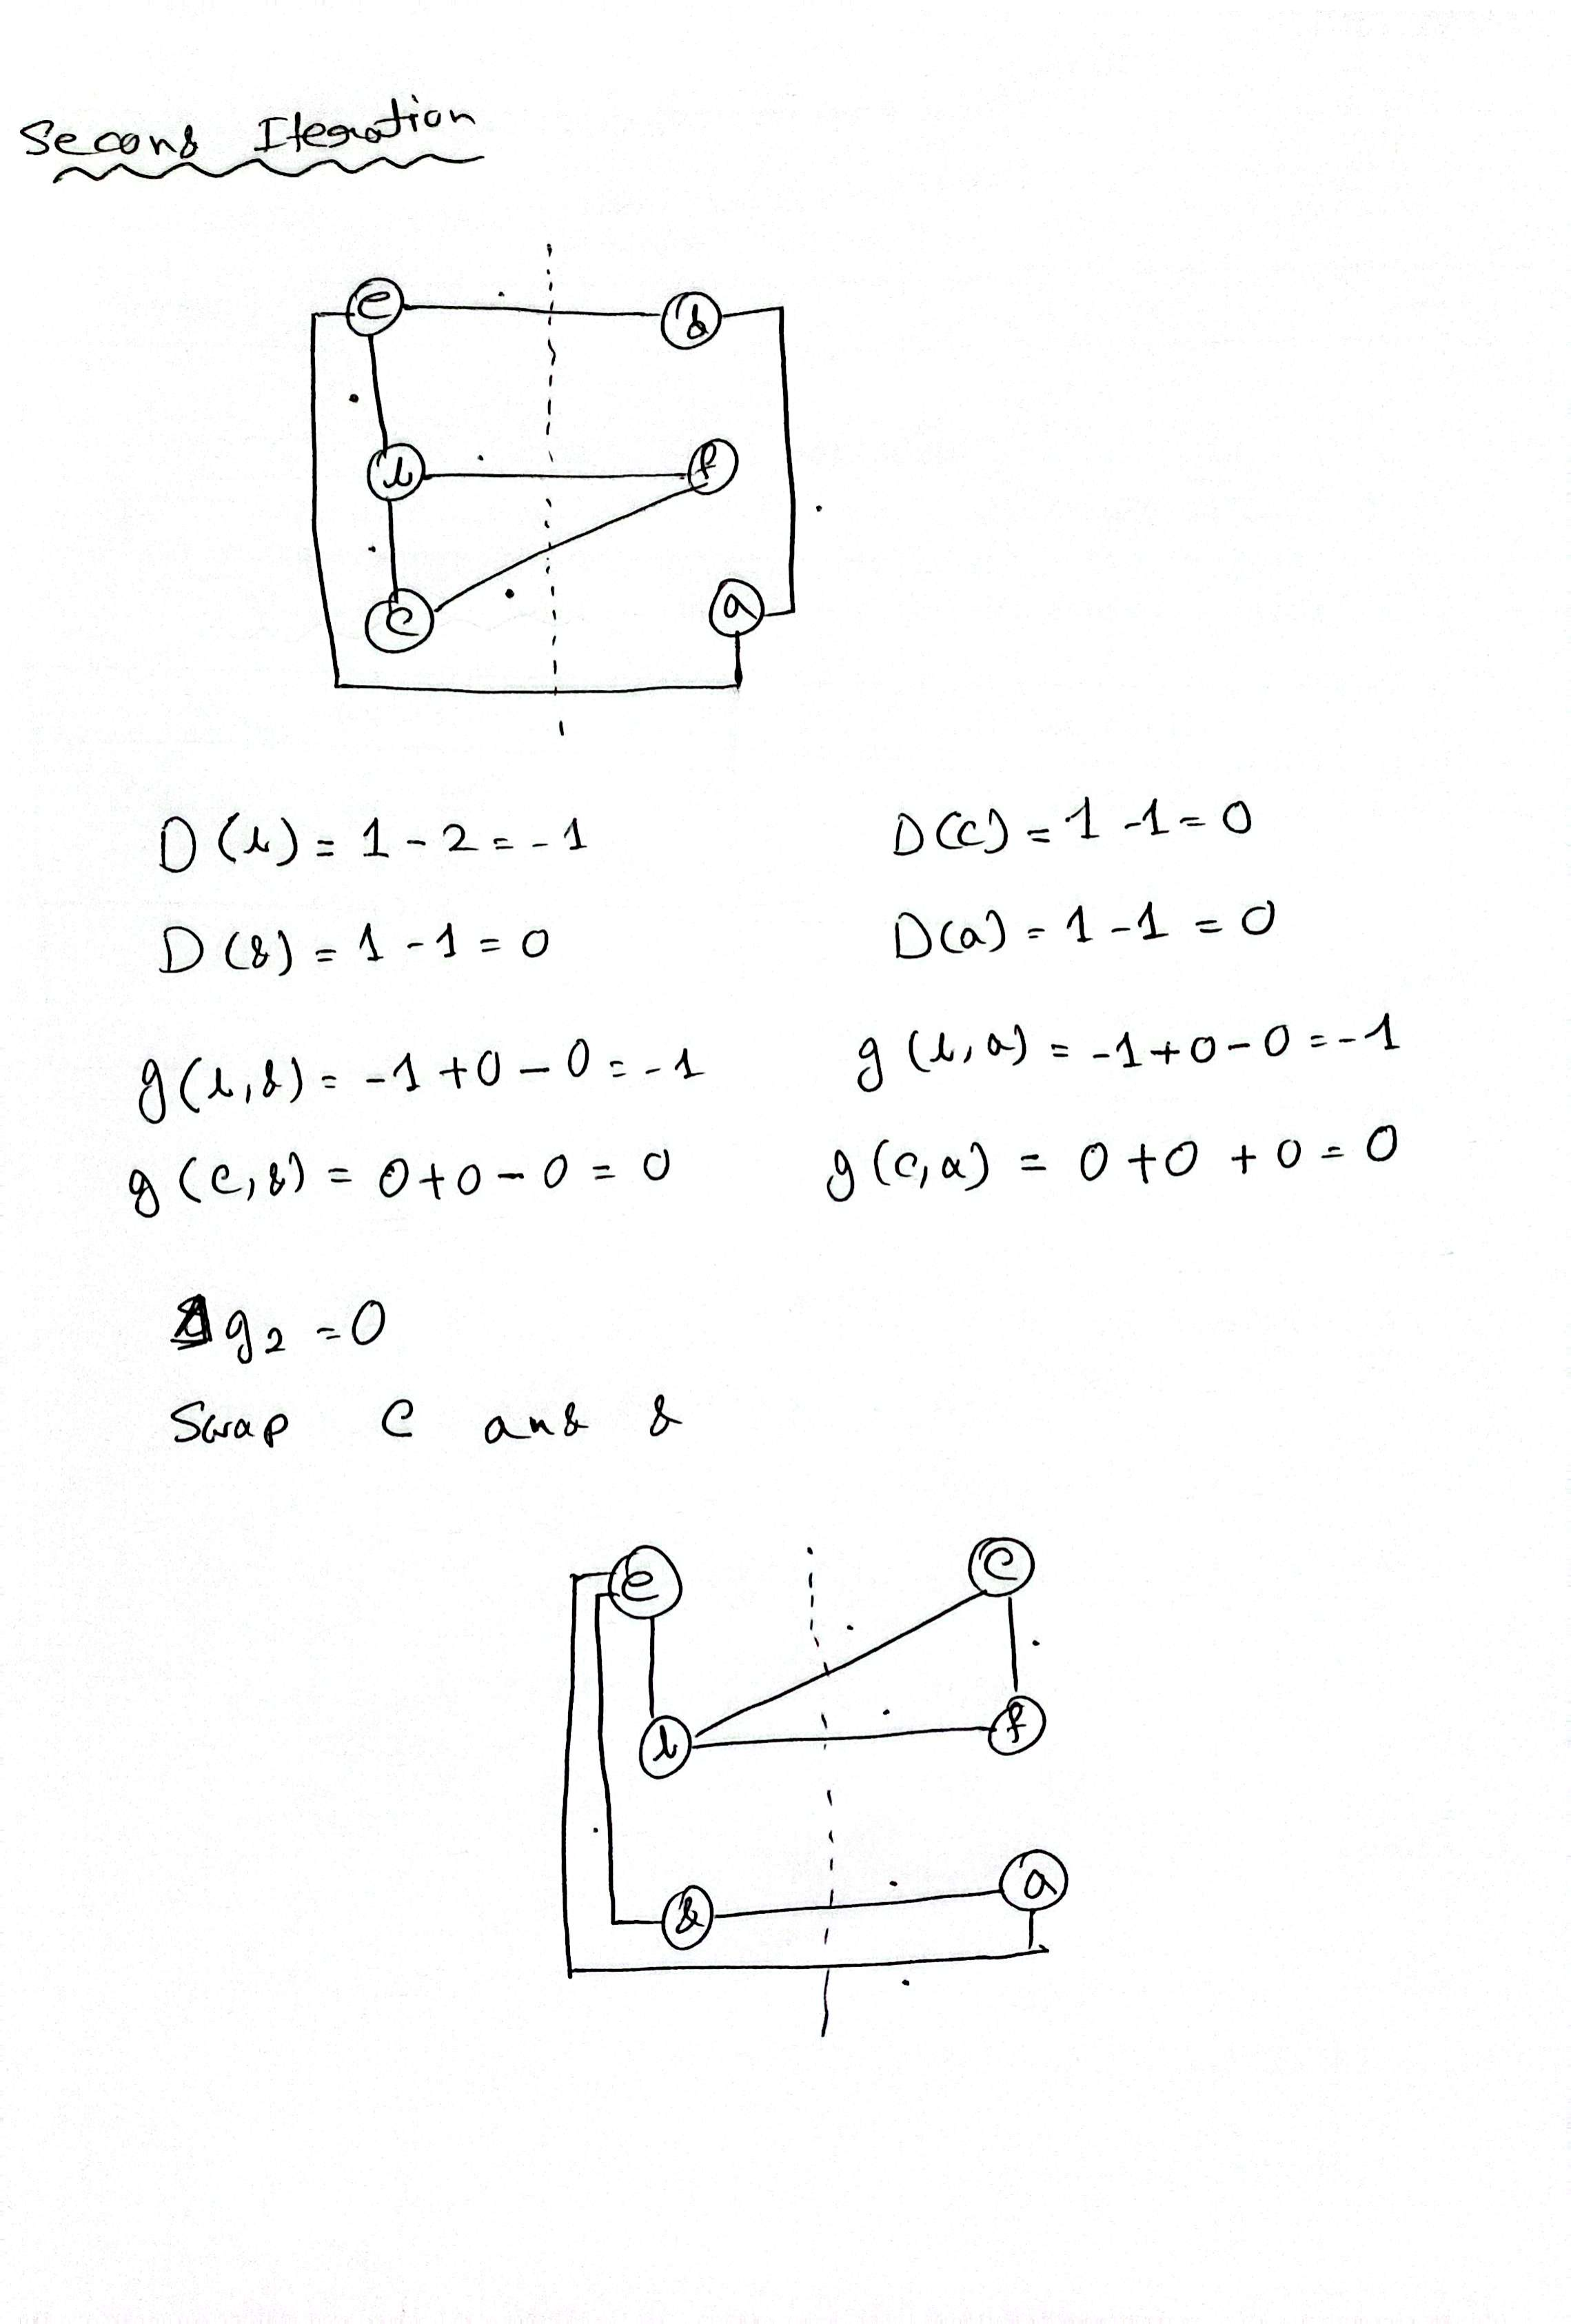 Second Iteration
e d
b f
c a
D(b) = 1 - 2 = -1 D(c) = 1 - 1 = 0
D(d) = 1 - 1 = 0 D(a) = 1 - 1 = 0
g(b,d) = -1 + 0 - 0 = -1 g(b,a) = -1 + 0 - 0 = -1
g(c,d) = 0 + 0 - 0 = 0 g(c,a) = 0 + 0 + 0 = 0
g2 = 0
Swap c and d
e c
b f
d a